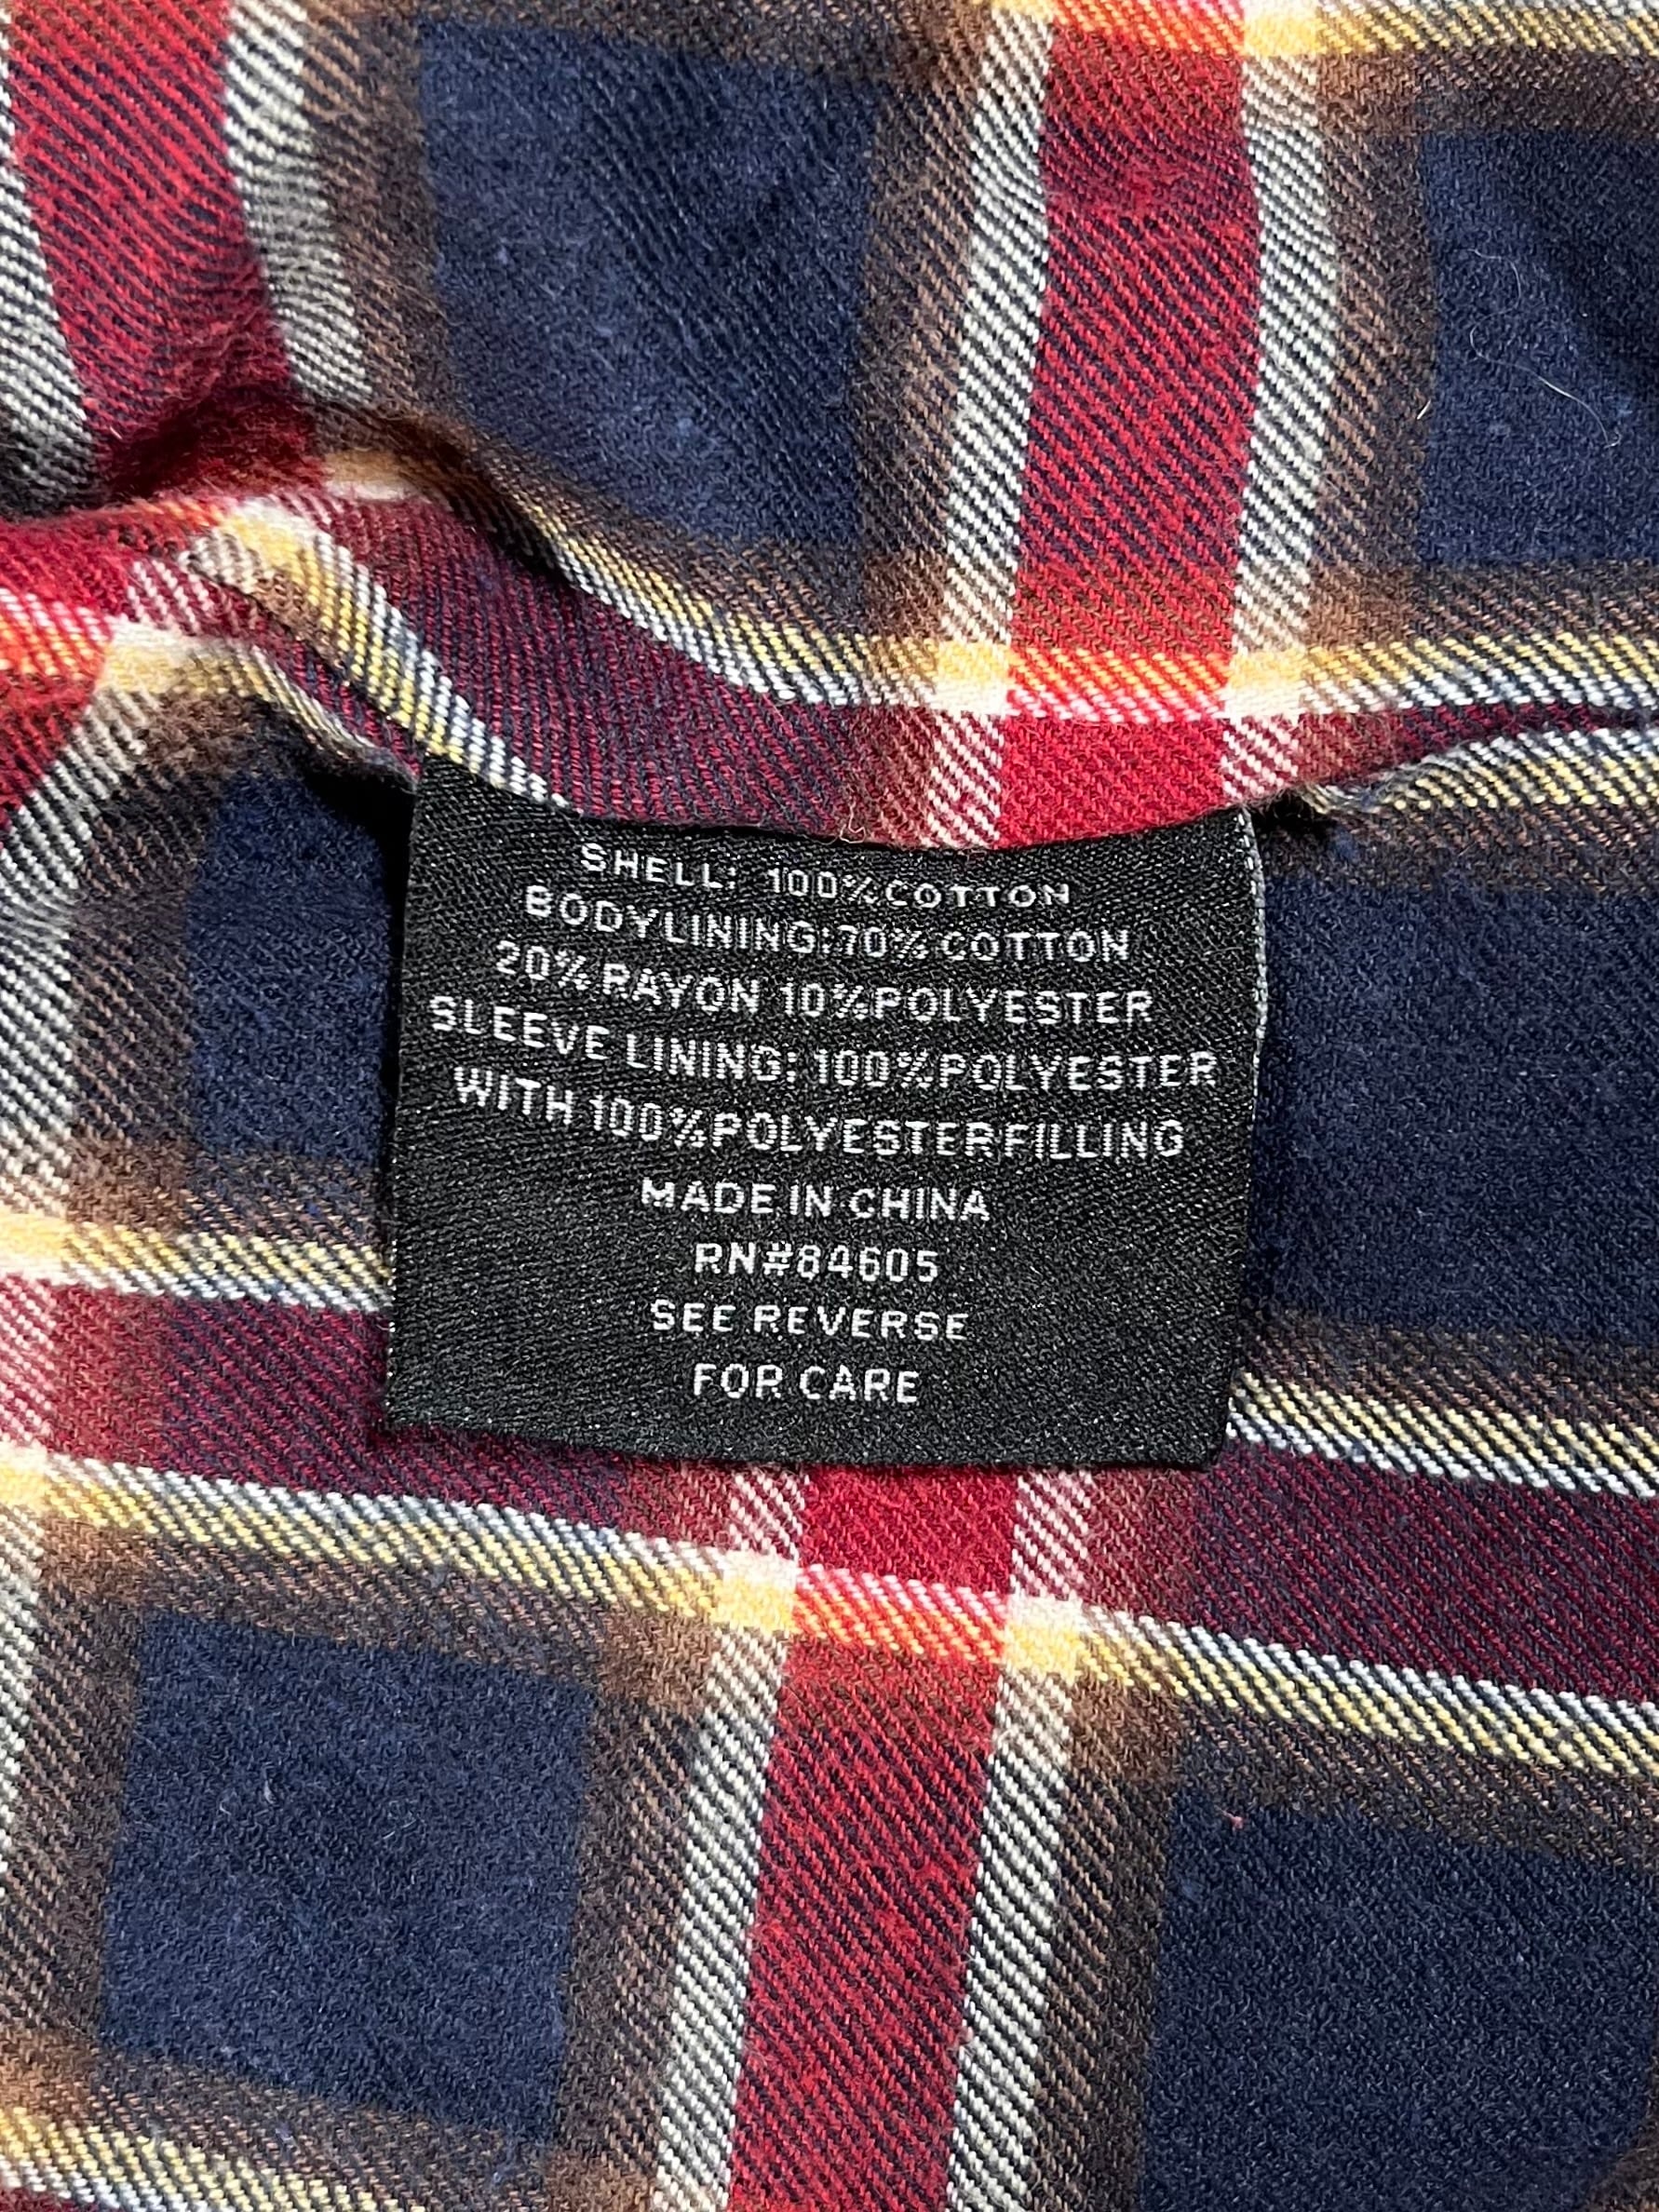 SHELL: 100%COTTON
BODYLINING:70%COTTON
20%RAYON 10%POLYESTER
SLEEVE LINING: 100%POLYESTER
WITH 100%POLYESTERFILLING
MADE IN CHINA
RN#84605
SEE REVERSE
FOR CARE